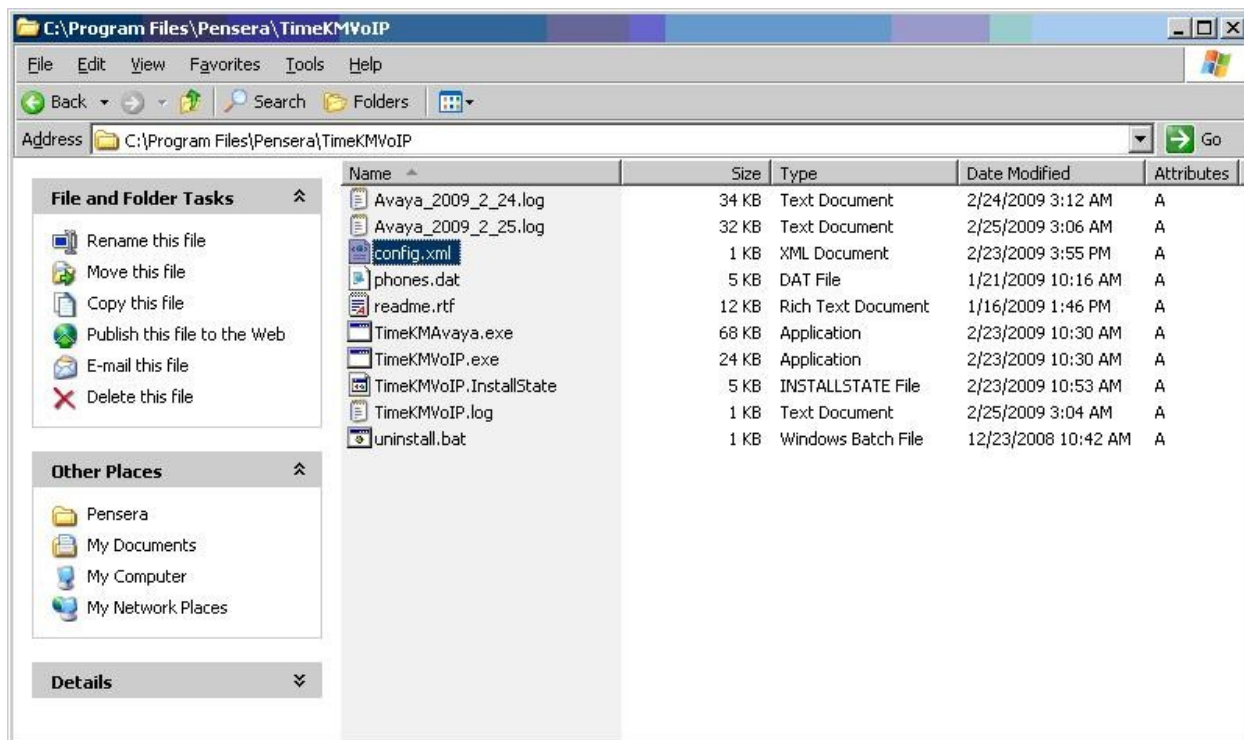 C:\Program Files\Pensera\TimeKMVoIP
File Edit View Favorites Tools Help
Back Search Folders
Address C:\Program Files\Pensera\TimeKMVoIP Go
File and Folder Tasks
Rename this file
Move this file
Copy this file
Publish this file to the Web
E-mail this file
Delete this file
Other Places
Pensera
My Documents
My Computer
My Network Places
Details
Name Size Type Date Modified Attributes
Avaya_2009_2_24.log 34 KB Text Document 2/24/2009 3:12 AM A
Avaya_2009_2_25.log 32 KB Text Document 2/25/2009 3:06 AM A
config.xml 1 KB XML Document 2/23/2009 3:55 PM A
phones.dat 5 KB DAT File 1/21/2009 10:16 AM A
readme.rtf 12 KB Rich Text Document 1/16/2009 1:46 PM A
TimeKMAvaya.exe 68 KB Application 2/23/2009 10:30 AM A
TimeKMVoIP.exe 24 KB Application 2/23/2009 10:30 AM A
TimeKMVoIP.InstallState 5 KB INSTALLSTATE File 2/23/2009 10:53 AM A
TimeKMVoIP.log 1 KB Text Document 2/25/2009 3:04 AM A
uninstall.bat 1 KB Windows Batch File 12/23/2008 10:42 AM A